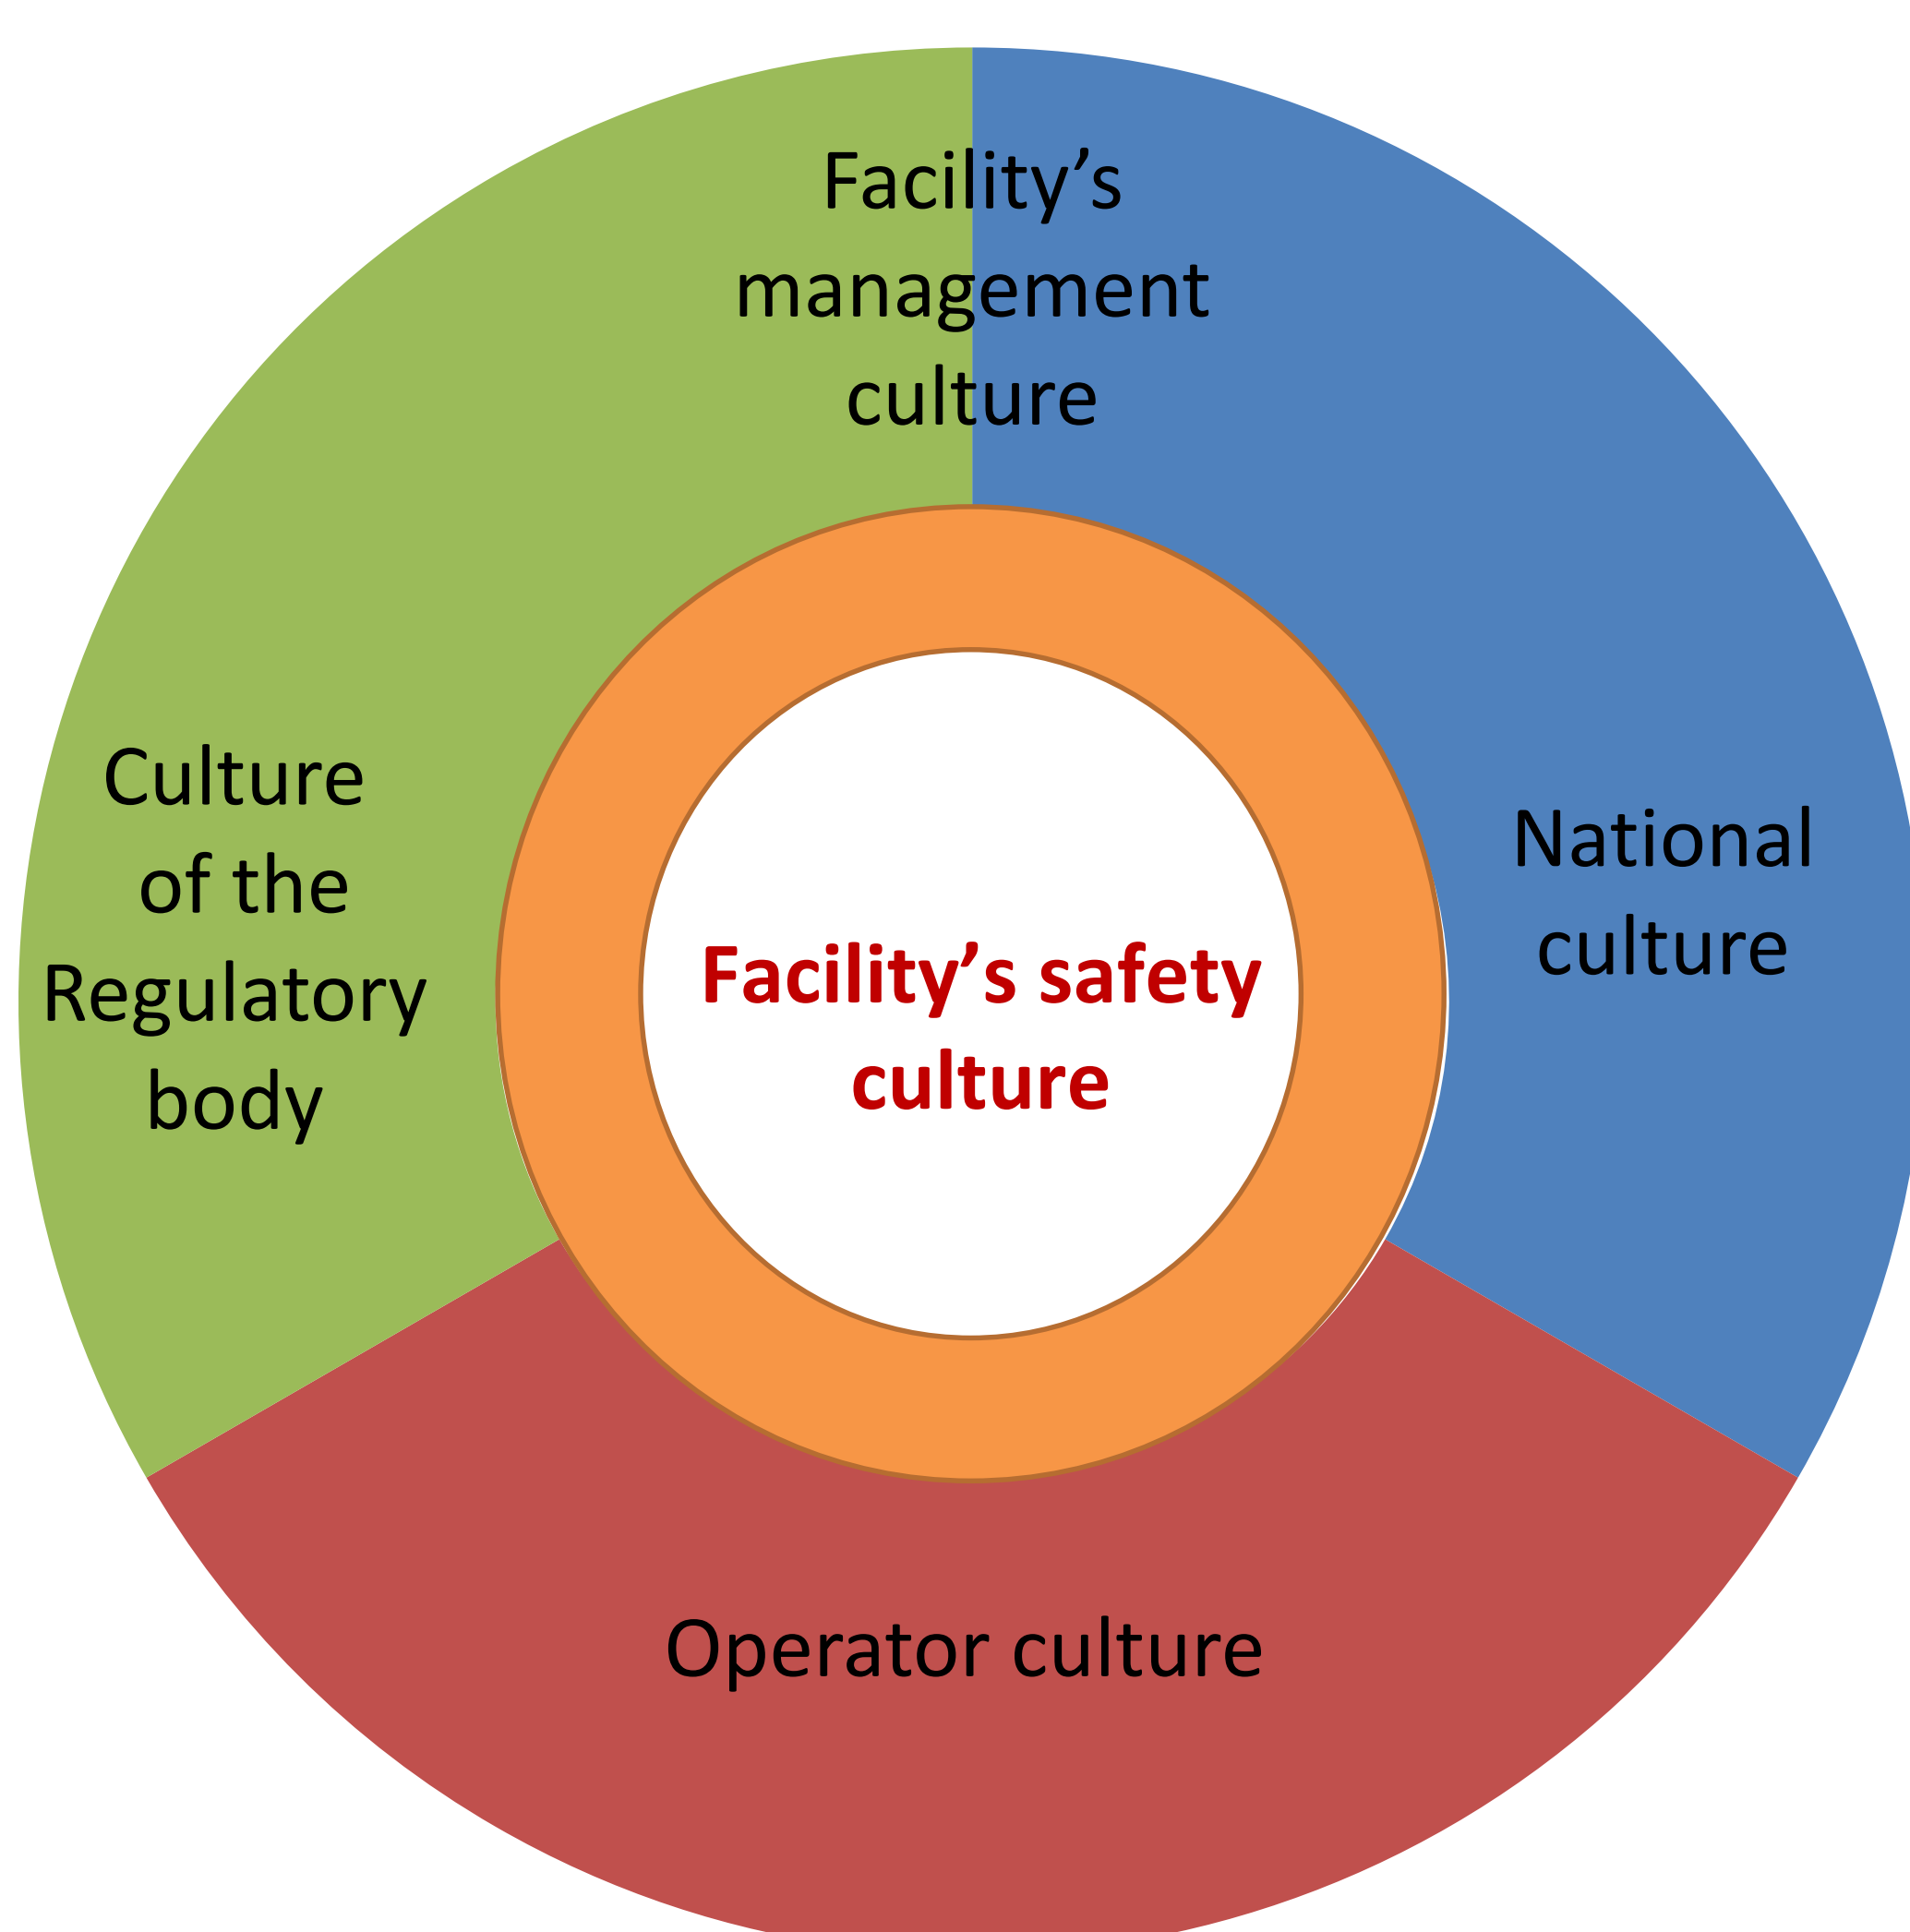 Facility’s
management
culture
Culture
of the
Regulatory
body
National
culture
Facility’s safety
culture
Operator culture